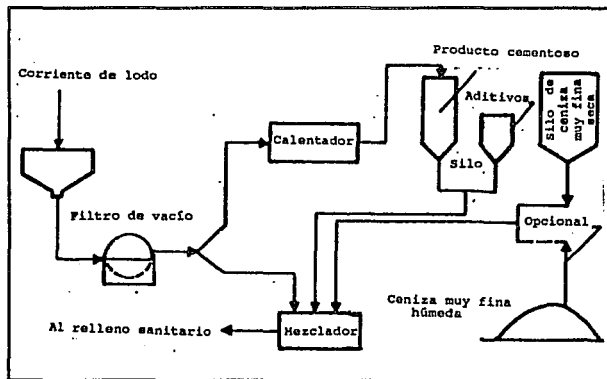 Producto cementoso
Corriente de lodo
Aditivos
Silo de
ceniza
muy fina
seca
Calentador
Silo
Filtro de vacío
Opcional
Ceniza muy fina
húmeda
Al relleno sanitario
Mezclador